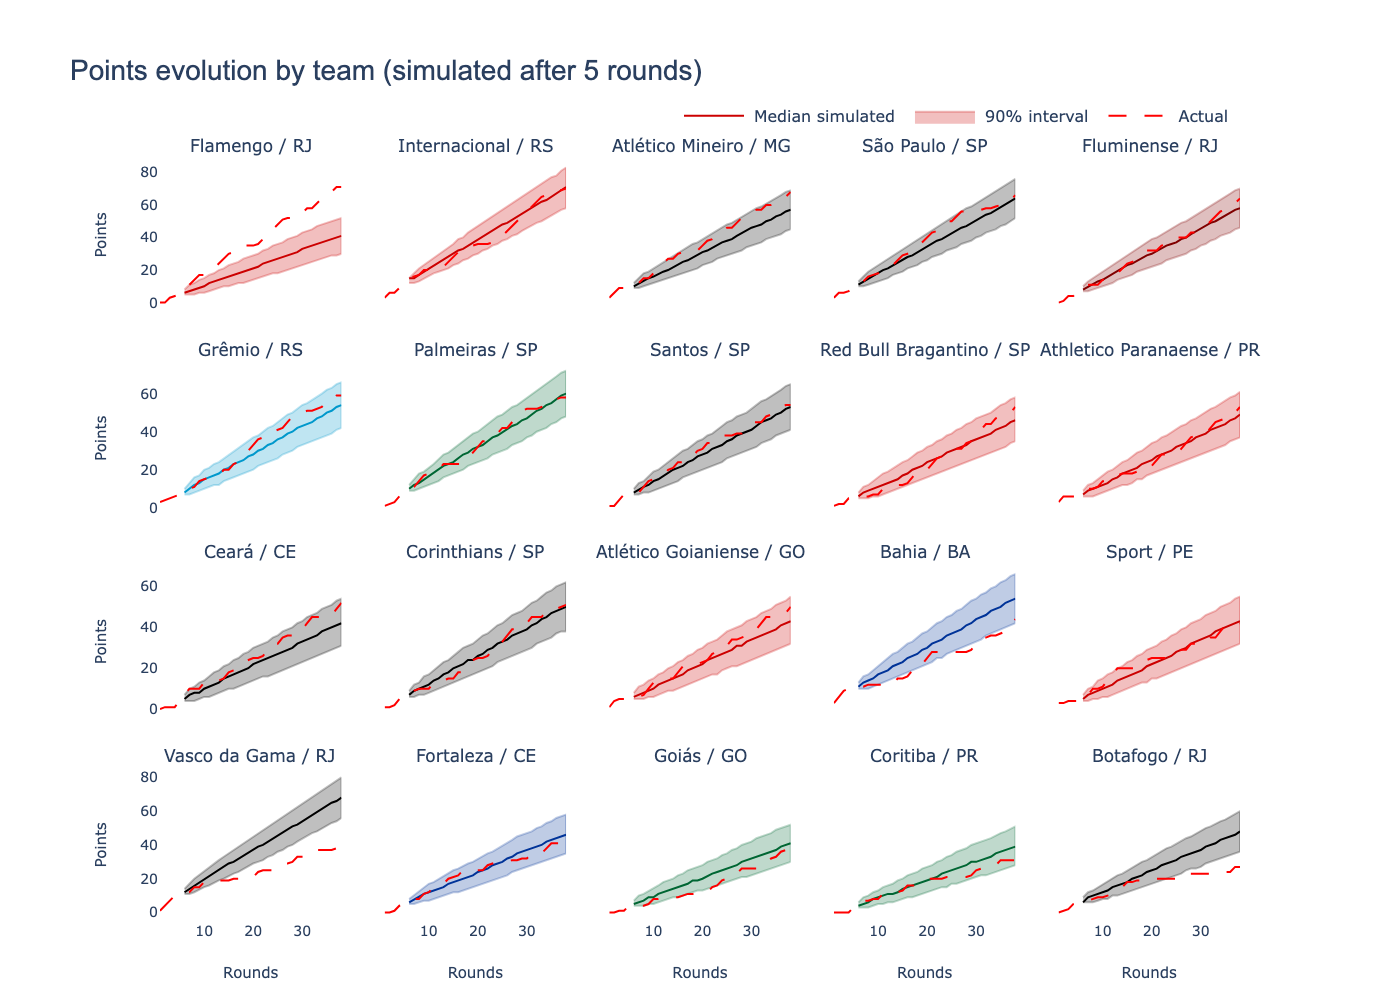 Points evolution by team (simulated after 5 rounds)
Median simulated 90% interval Actual
Flamengo / RJ Internacional / RS Atlético Mineiro / MG São Paulo / SP Fluminense / RJ
80
60
40
20
0
Points
Grêmio / RS Palmeiras / SP Santos / SP Red Bull Bragantino / SP Athletico Paranaense / PR
60
40
20
0
Points
Ceará / CE Corinthians / SP Atlético Goianiense / GO Bahia / BA Sport / PE
60
40
20
0
Points
Vasco da Gama / RJ Fortaleza / CE Goiás / GO Coritiba / PR Botafogo / RJ
80
60
40
20
0
Points
10 20 30 10 20 30 10 20 30 10 20 30 10 20 30
Rounds Rounds Rounds Rounds Rounds